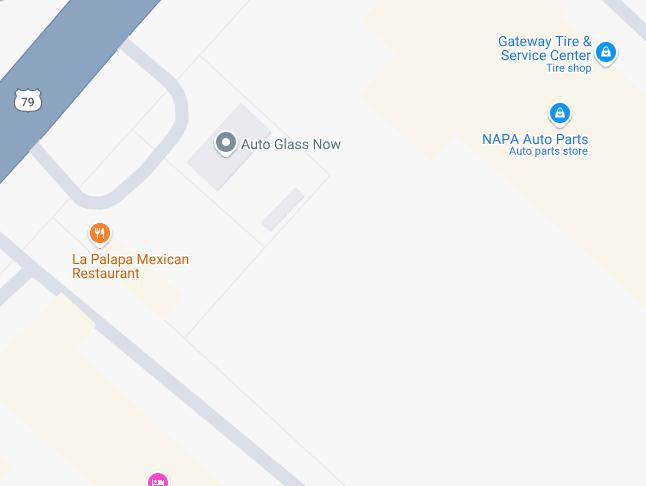 Gateway Tire &
Service Center
Tire shop
79
NAPA Auto Parts
Auto parts store
Auto Glass Now
La Palapa Mexican
Restaurant